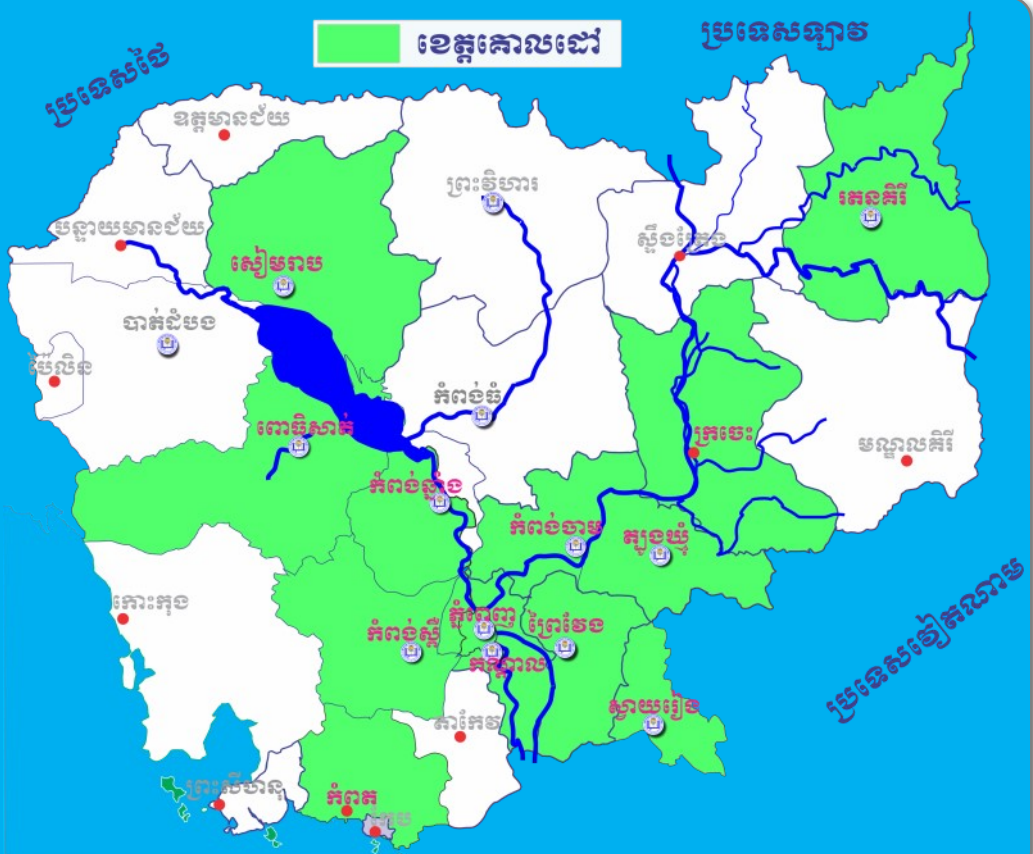 ខេត្តគោលដៅ
ប្រទេសឡាវ
ប្រទេសថៃ
ឧត្តមានជ័យ
ព្រះវិហារ
រតនគិរី
បន្ទាយមានជ័យ
ស្ទឹងត្រែង
សៀមរាប
បាត់ដំបង
ប៉ៃលិន
កំពង់ធំ
ពោធិសាត់
ក្រចេះ
មណ្ឌលគិរី
កំពង់ឆ្នាំង
កំពង់ចាម
ត្បូងឃ្មុំ
កោះកុង
ភ្នំពេញ
ព្រៃវែង
កំពង់ស្ពឺ
កណ្តាល
ប្រទេសវៀតណាម
ស្វាយរៀង
តាកែវ
ព្រះសីហនុ
កំពត
កែប